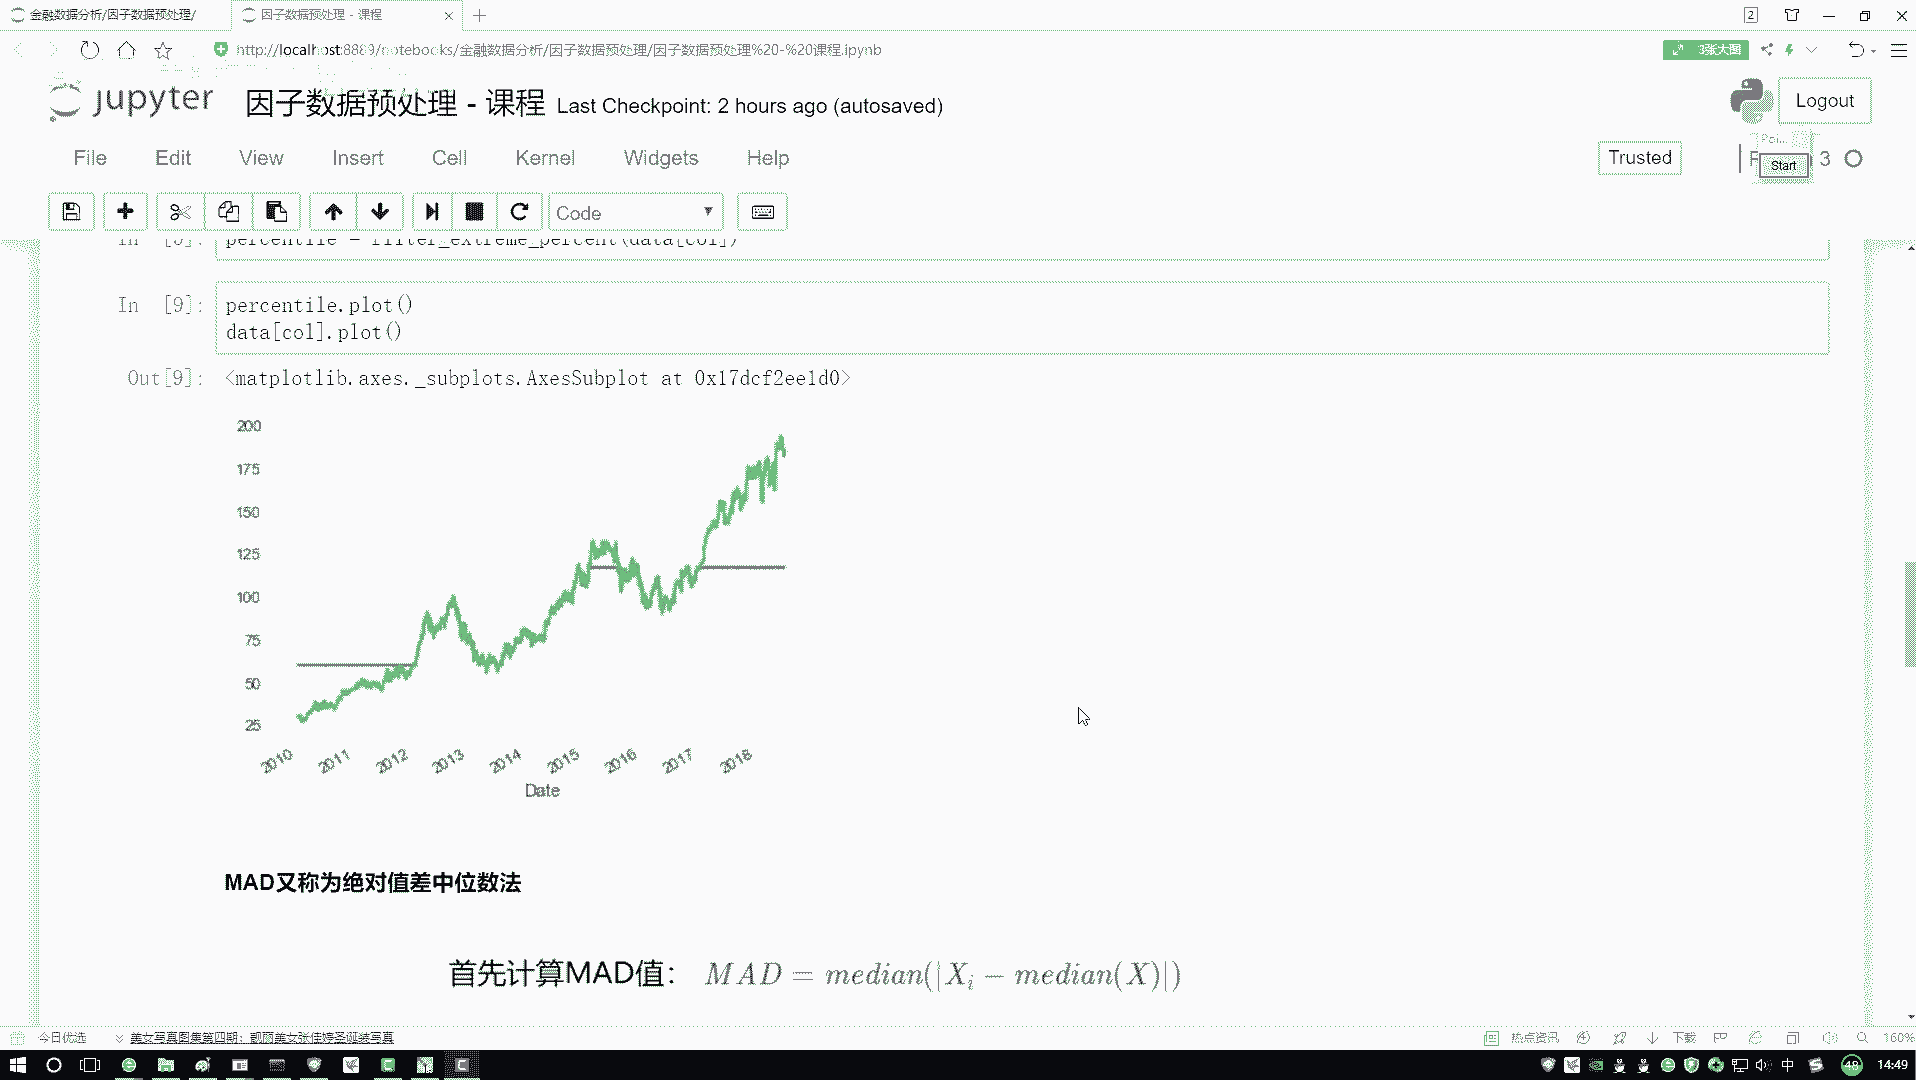 金融数据分析/因子数据预处理/
因子数据预处理 - 课程
2
http://localhost:8889/notebooks/金融数据分析/因子数据预处理/因子数据预处理%20-%20课程.ipynb
3张大图
jupyter
因子数据预处理 - 课程 Last Checkpoint: 2 hours ago (autosaved)
Logout
File Edit View Insert Cell Kernel Widgets Help
Trusted
Start
3
Code
percentile = filter_extreme_percent(data[col])
In [9]:
percentile.plot()
data[col].plot()
Out[9]: <matplotlib.axes._subplots.AxesSubplot at 0x17dcf2ee1d0>
200
175
150
125
100
75
50
25
2010 2011 2012 2013 2014 2015 2016 2017 2018
Date
MAD又称为绝对值差中位数法
首先计算MAD值： MAD = median(|Xi − median(X)|)
今日优选
美女写真图集第四期：靓丽美女张佳婷圣诞装写真
热点资讯
下载
160%
中
48
14:49